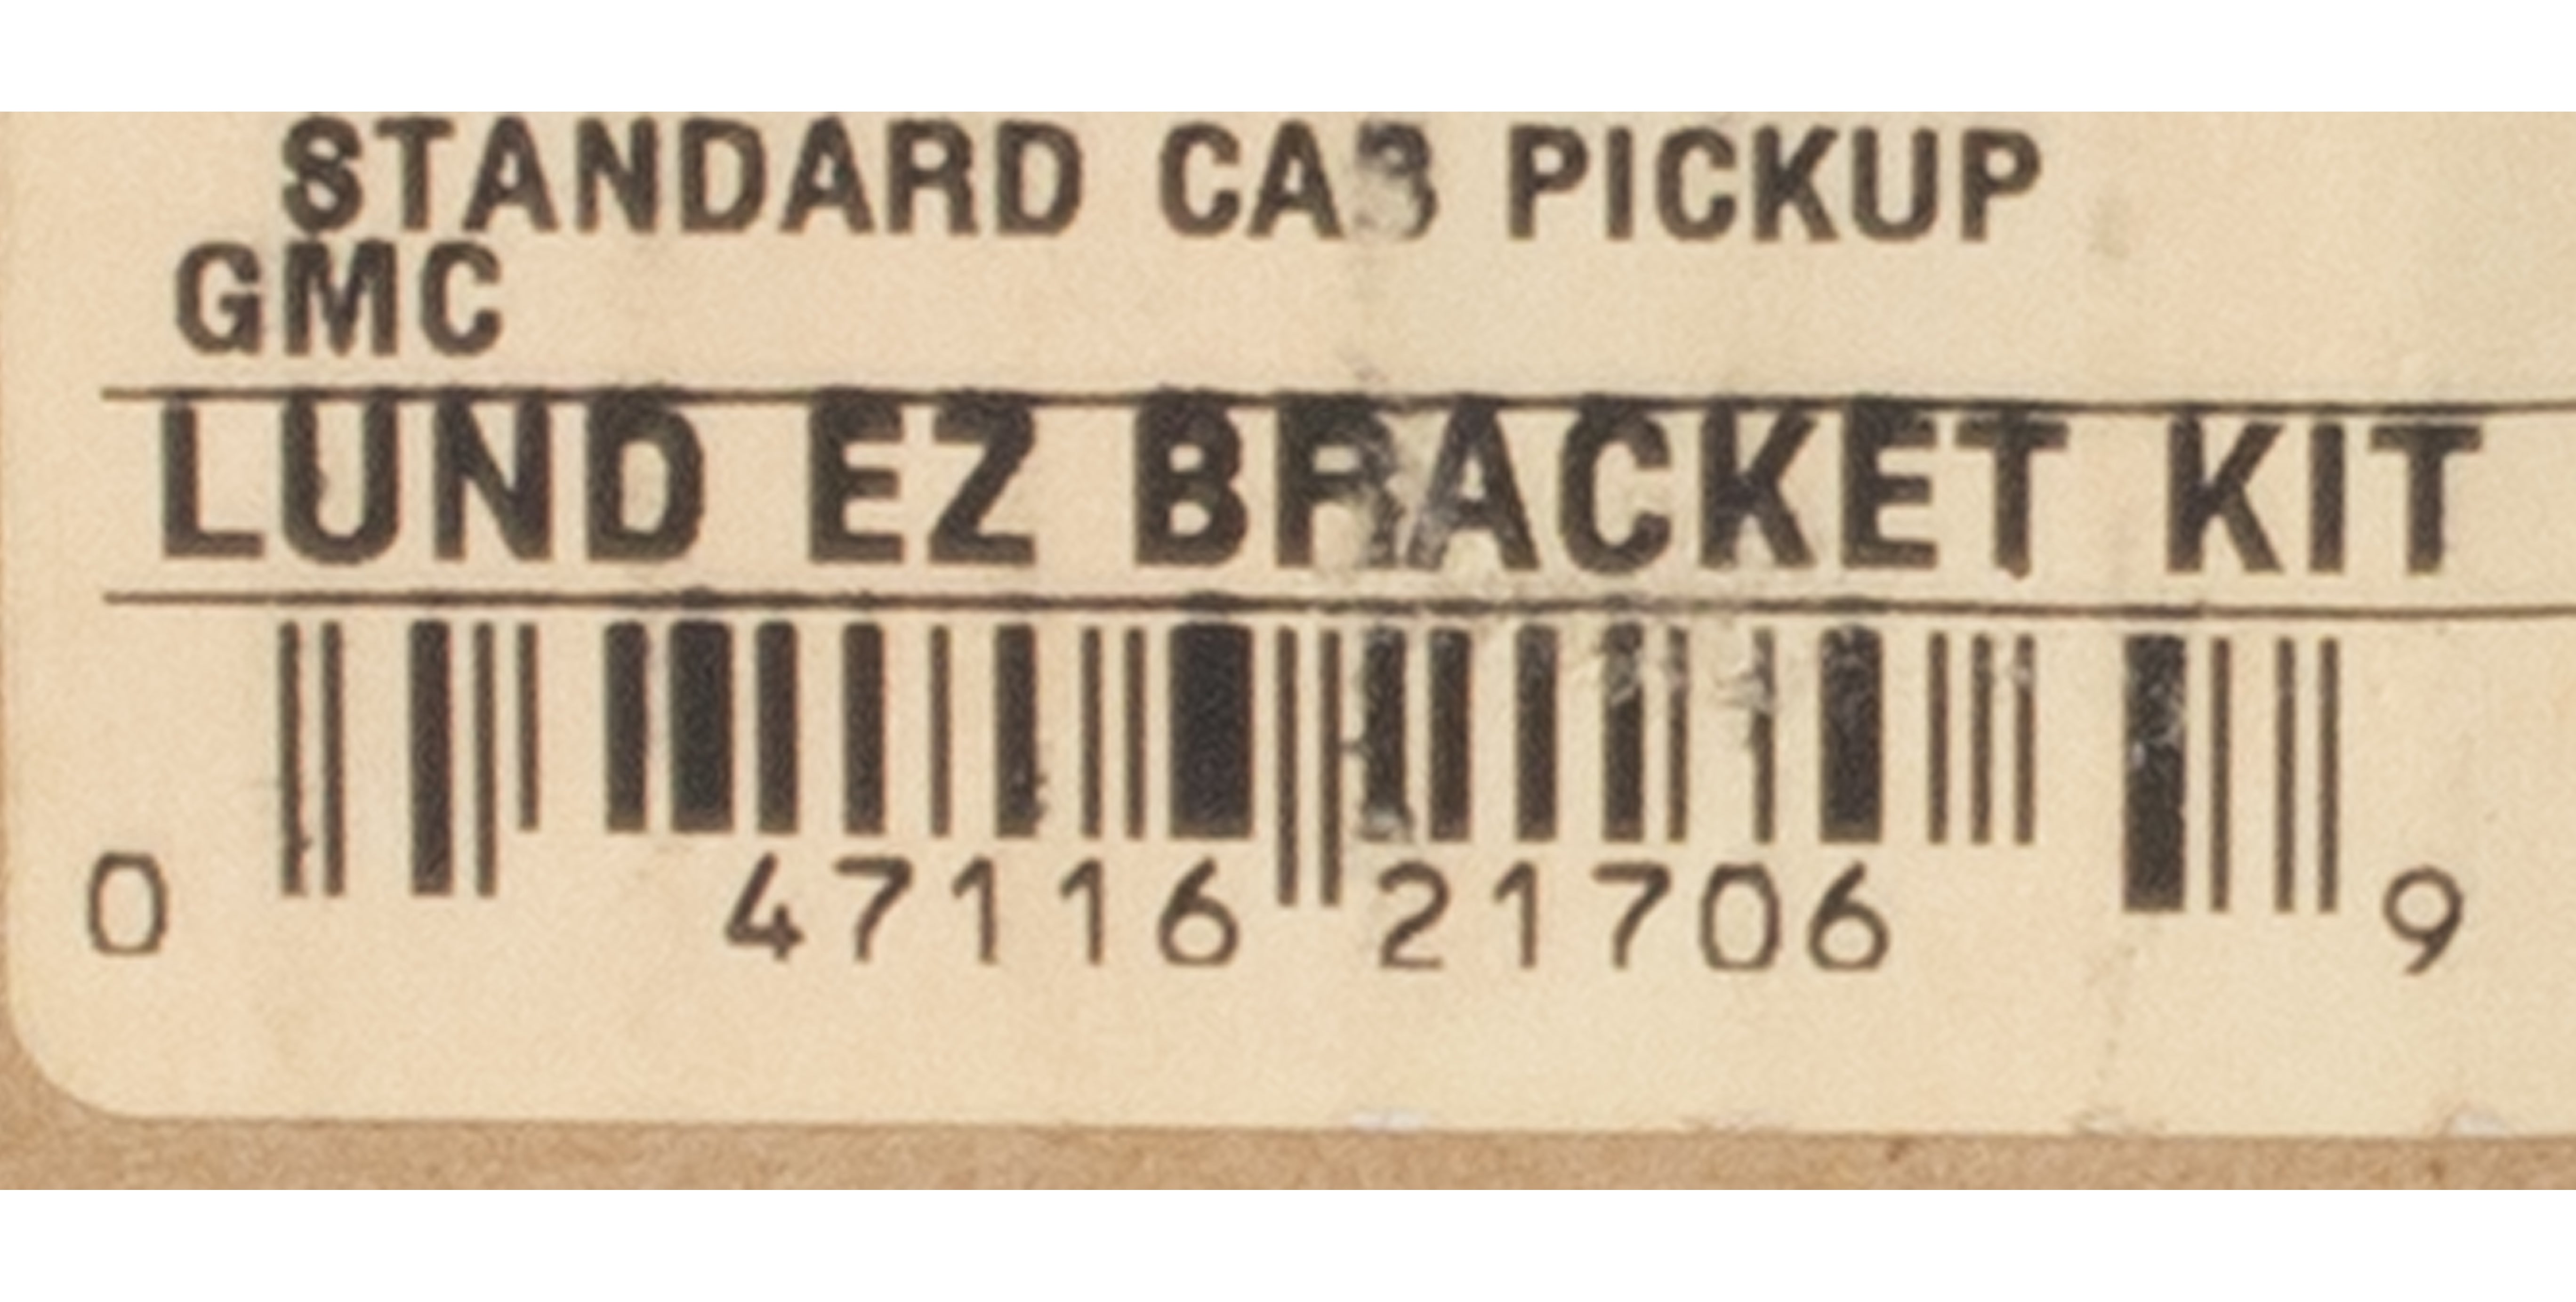 STANDARD CAB PICKUP
GMC
LUND EZ BRACKET KIT
0 47116 21706 9